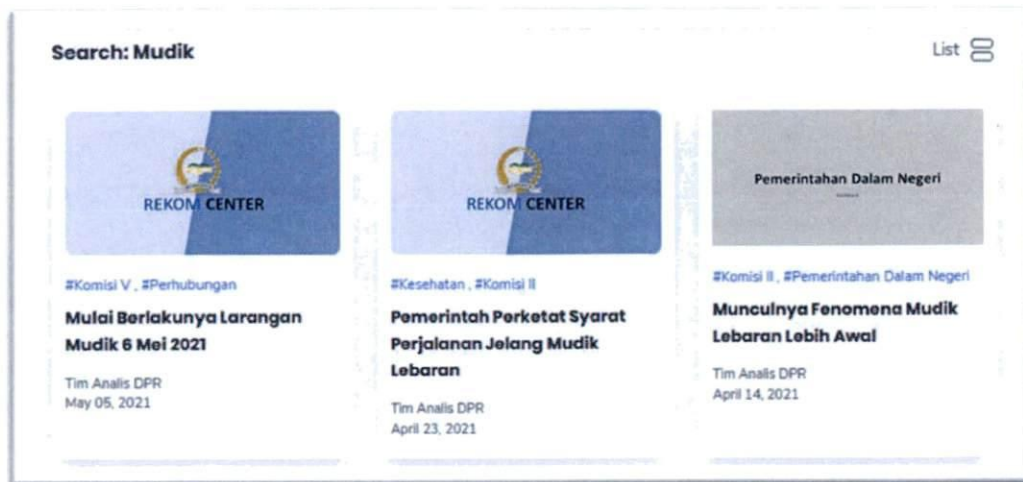 Search: Mudik
List
REKOM CENTER
#Komisi V , #Perhubungan
Mulai Berlakunya Larangan
Mudik 6 Mei 2021
Tim Analis DPR
May 05, 2021
REKOM CENTER
#Kesehatan , #Komisi II
Pemerintah Perketat Syarat
Perjalanan Jelang Mudik
Lebaran
Tim Analis DPR
April 23, 2021
Pemerintahan Dalam Negeri
#Komisi II , #Pemerintahan Dalam Negeri
Munculnya Fenomena Mudik
Lebaran Lebih Awal
Tim Analis DPR
April 14, 2021